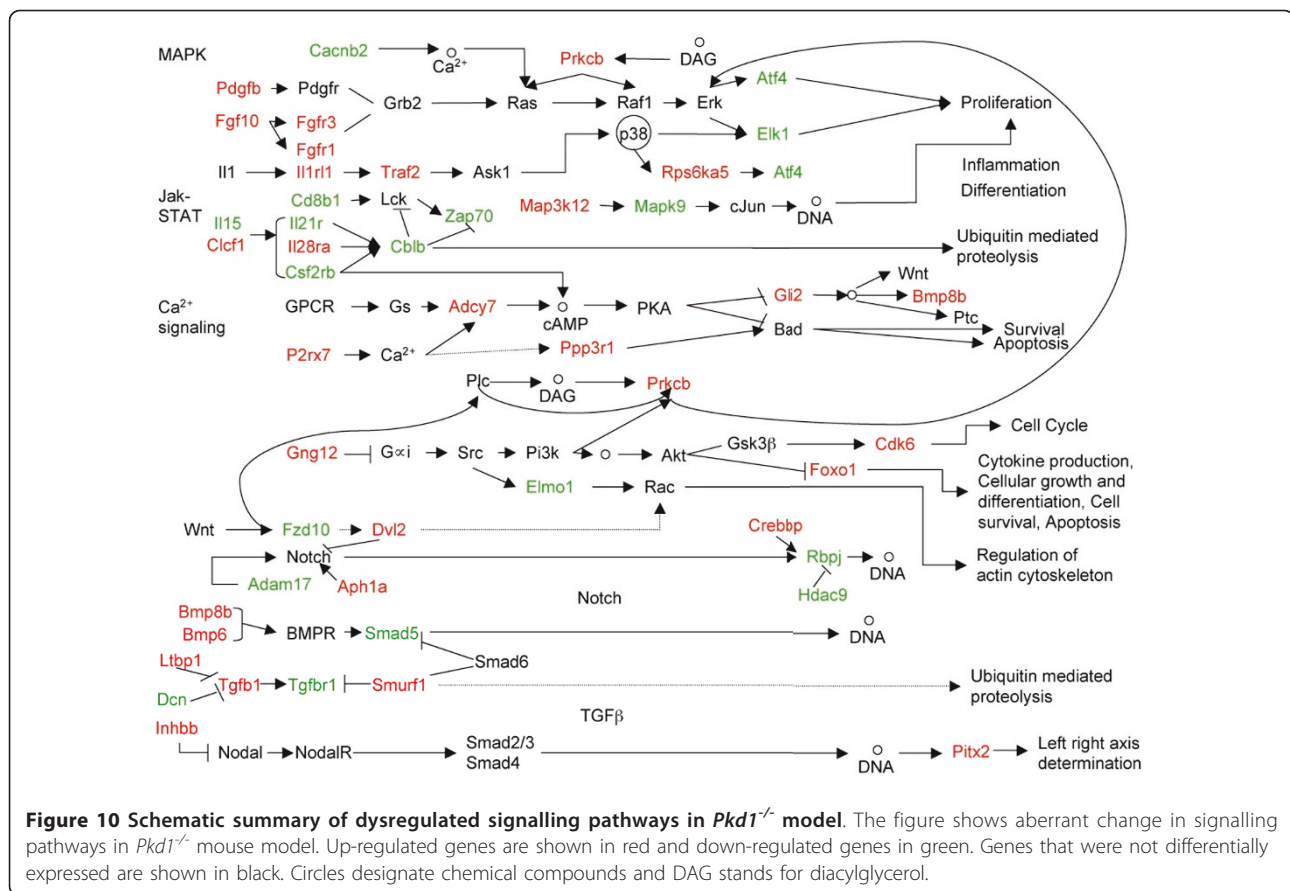 MAPK
Cacnb2
Ca²⁺
Prkcb
DAG
Atf4
Pdgfb
Pdgfr
Grb2
Ras
Raf1
Erk
Proliferation
Fgf10
Fgfr3
Fgfr1
p38
Elk1
Il1
Il1rl1
Traf2
Ask1
Rps6ka5
Atf4
Inflammation
Differentiation
Jak-
STAT
Cd8b1
Lck
Zap70
Map3k12
Mapk9
cJun
DNA
Il15
Clcf1
Il21r
Il28ra
Csf2rb
Cblb
Ubiquitin mediated
proteolysis
Ca²⁺
signaling
GPCR
Gs
Adcy7
cAMP
PKA
Gli2
Wnt
Bmp8b
Ptc
Bad
Survival
Apoptosis
P2rx7
Ca²⁺
Ppp3r1
Plc
DAG
Prkcb
Gng12
G∝i
Src
Pi3k
Akt
Gsk3β
Cdk6
Cell Cycle
Foxo1
Cytokine production,
Cellular growth and
differentiation, Cell
survival, Apoptosis
Elmo1
Rac
Wnt
Fzd10
Dvl2
Crebbp
Notch
Rbpj
DNA
Regulation of
actin cytoskeleton
Adam17
Aph1a
Hdac9
Notch
Bmp8b
Bmp6
BMPR
Smad5
DNA
Smad6
Ltbp1
Dcn
Tgfb1
Tgfbr1
Smurf1
Ubiquitin mediated
proteolysis
TGFβ
Inhbb
Nodal
NodalR
Smad2/3
Smad4
DNA
Pitx2
Left right axis
determination
Figure 10 Schematic summary of dysregulated signalling pathways in Pkd1⁻/⁻ model. The figure shows aberrant change in signalling
pathways in Pkd1⁻/⁻ mouse model. Up-regulated genes are shown in red and down-regulated genes in green. Genes that were not differentially
expressed are shown in black. Circles designate chemical compounds and DAG stands for diacylglycerol.